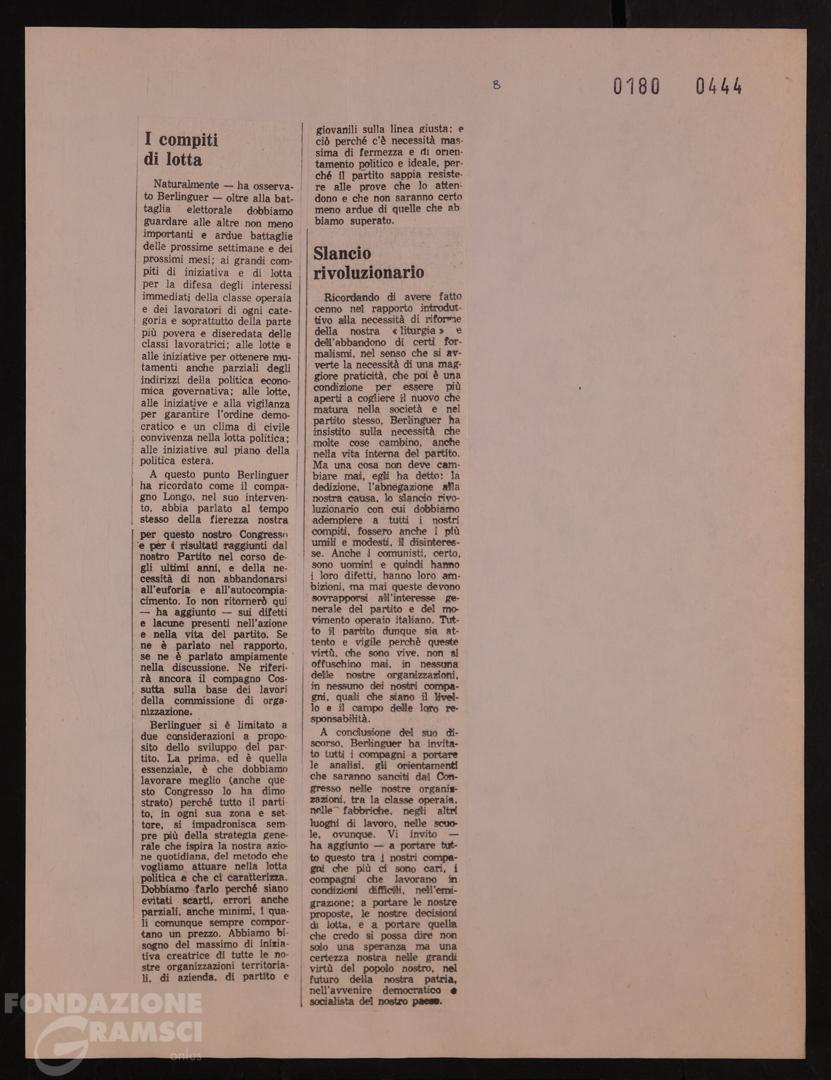 8
0180 0444
I compiti
di lotta
Naturalmente — ha osserva-
to Berlinguer — oltre alla bat-
taglia elettorale dobbiamo
guardare alle altre non meno
importanti e ardue battaglie
delle prossime settimane e dei
prossimi mesi; ai grandi com-
piti di iniziativa e di lotta
per la difesa degli interessi
immediati della classe operaia
e dei lavoratori di ogni cate-
goria e soprattutto della parte
più povera e diseredata delle
classi lavoratrici; alle lotte e
alle iniziative per ottenere mu-
tamenti anche parziali degli
indirizzi della politica econo-
mica governativa; alle lotte,
alle iniziative e alla vigilanza
per garantire l'ordine demo-
cratico e un clima di civile
convivenza nella lotta politica;
alle iniziative sul piano della
politica estera.
A questo punto Berlinguer
ha ricordato come il compa-
gno Longo, nel suo interven-
to, abbia parlato al tempo
stesso della fierezza nostra
per questo nostro Congresso
e per i risultati raggiunti dal
nostro Partito nel corso de-
gli ultimi anni, e della ne-
cessità di non abbandonarsi
all'euforia e all'autocompia-
cimento. Io non ritornerò qui
— ha aggiunto — sui difetti
e lacune presenti nell'azione
e nella vita del partito. Se
ne è parlato nel rapporto,
se ne è parlato ampiamente
nella discussione. Ne riferi-
rà ancora il compagno Cos-
sutta sulla base dei lavori
della commissione di orga-
nizzazione.
Berlinguer si è limitato a
due considerazioni a propo-
sito dello sviluppo del par-
tito. La prima, ed è quella
essenziale, è che dobbiamo
lavorare meglio (anche que-
sto Congresso lo ha dimo
strato) perché tutto il parti-
to, in ogni sua zona e set-
tore, si impadronisca sem-
pre più della strategia gene-
rale che ispira la nostra azio-
ne quotidiana, del metodo che
vogliamo attuare nella lotta
politica e che ci caratterizza.
Dobbiamo farlo perché siano
evitati scarti, errori anche
parziali, anche minimi, i qua-
li comunque sempre compor-
tano un prezzo. Abbiamo bi-
sogno del massimo di inizia-
tiva creatrice di tutte le no-
stre organizzazioni territoria-
li, di azienda, di partito e
giovanili sulla linea giusta; e
ciò perché c'è necessità mas-
sima di fermezza e di orien-
tamento politico e ideale, per-
ché il partito sappia resiste-
re alle prove che lo atten-
dono e che non saranno certo
meno ardue di quelle che ab
biamo superato.
Slancio
rivoluzionario
Ricordando di avere fatto
cenno nel rapporto introdut-
tivo alla necessità di riforme
della nostra « liturgia » e
dell'abbandono di certi for-
malismi, nel senso che si av-
verte la necessità di una mag-
giore praticità, che poi è una
condizione per essere più
aperti a cogliere il nuovo che
matura nella società e nel
partito stesso, Berlinguer ha
insistito sulla necessità che
molte cose cambino, anche
nella vita interna del partito.
Ma una cosa non deve cam-
biare mai, egli ha detto: la
dedizione, l'abnegazione alla
nostra causa, lo slancio rivo-
luzionario con cui dobbiamo
adempiere a tutti i nostri
compiti, fossero anche i più
umili e modesti, il disinteres-
se. Anche i comunisti, certo,
sono uomini e quindi hanno
i loro difetti, hanno loro am-
bizioni, ma mai queste devono
sovrapporsi all'interesse ge-
nerale del partito e del mo-
vimento operaio italiano. Tut-
to il partito dunque sia at-
tento e vigile perchè queste
virtù, che sono vive, non si
offuschino mai, in nessuna
delle nostre organizzazioni,
in nessuno dei nostri compa-
gni, quali che siano il livel-
lo e il campo delle loro re-
sponsabilità.
A conclusione del suo di-
scorso, Berlinguer ha invita-
to tutti i compagni a portare
le analisi, gli orientamenti
che saranno sanciti dal Con-
gresso nelle nostre organiz-
zazioni, tra la classe operaia,
nelle fabbriche, negli altri
luoghi di lavoro, nelle scuo-
le, ovunque. Vi invito —
ha aggiunto — a portare tut-
to questo tra i nostri compa-
gni che più ci sono cari, i
compagni che lavorano in
condizioni difficili, nell'emi-
grazione; a portare le nostre
proposte, le nostre decisioni
di lotta, e a portare quella
che credo si possa dire non
solo una speranza ma una
certezza nostra nelle grandi
virtù del popolo nostro, nel
futuro della nostra patria,
nell'avvenire democratico e
socialista del nostro paese.
FONDAZIONE
GRAMSCI
onlus